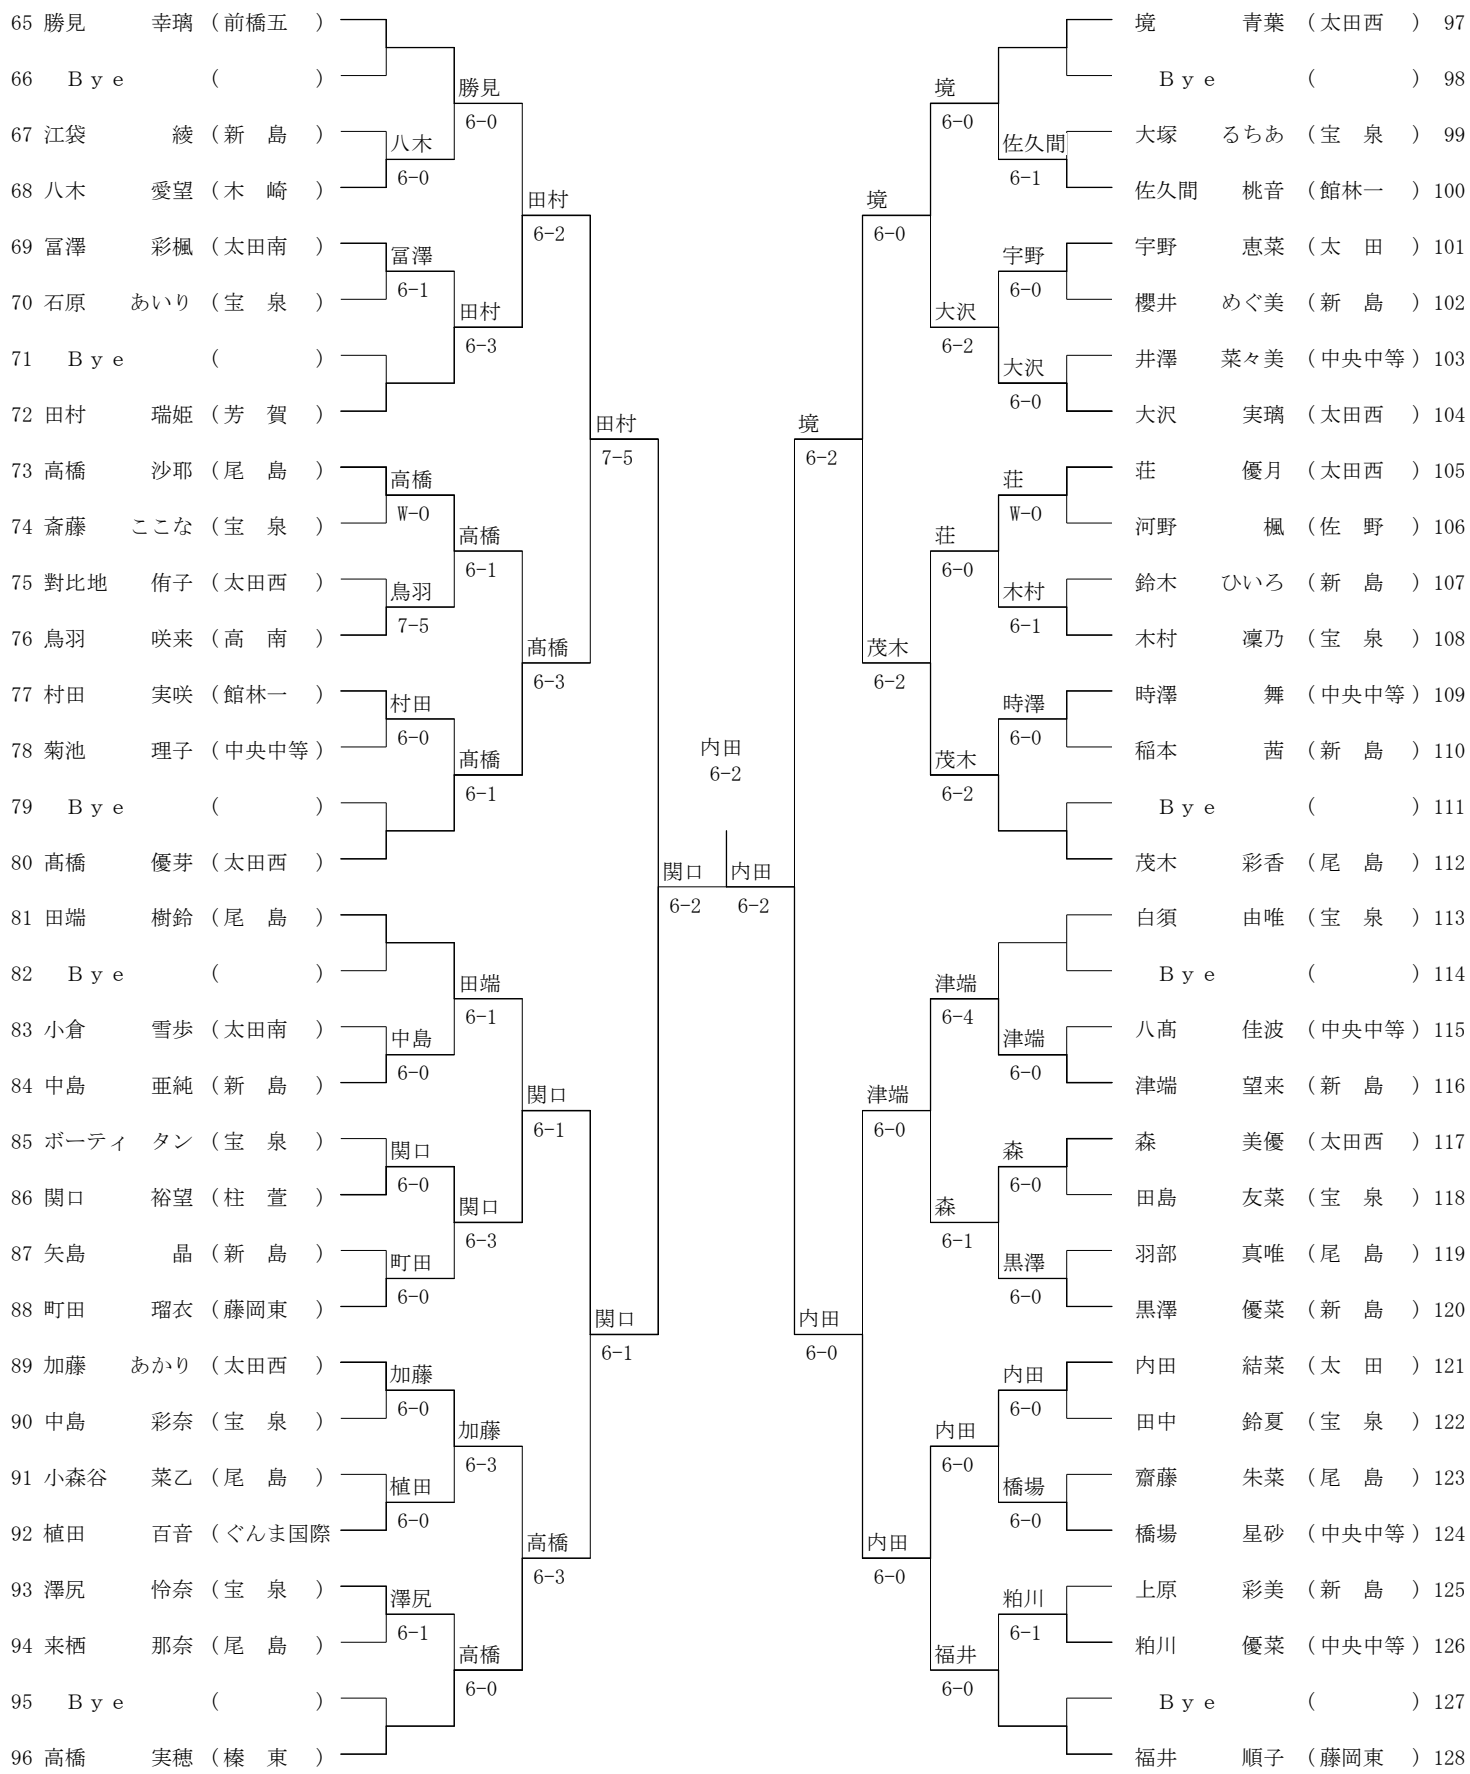 65 勝見 幸璃 （前橋五 ）
66 Ｂｙｅ （ ）
67 江袋 綾 （新 島 ）
68 八木 愛望 （木 崎 ）
69 冨澤 彩楓 （太田南 ）
70 石原 あいり （宝 泉 ）
71 Ｂｙｅ （ ）
72 田村 瑞姫 （芳 賀 ）
73 高橋 沙耶 （尾 島 ）
74 斎藤 ここな （宝 泉 ）
75 對比地 侑子 （太田西 ）
76 鳥羽 咲来 （高 南 ）
77 村田 実咲 （館林一 ）
78 菊池 理子 （中央中等）
79 Ｂｙｅ （ ）
80 髙橋 優芽 （太田西 ）
81 田端 樹鈴 （尾 島 ）
82 Ｂｙｅ （ ）
83 小倉 雪歩 （太田南 ）
84 中島 亜純 （新 島 ）
85 ボーティ タン （宝 泉 ）
86 関口 裕望 （柱 萱 ）
87 矢島 晶 （新 島 ）
88 町田 瑠衣 （藤岡東 ）
89 加藤 あかり （太田西 ）
90 中島 彩奈 （宝 泉 ）
91 小森谷 菜乙 （尾 島 ）
92 植田 百音 （ぐんま国際
93 澤尻 怜奈 （宝 泉 ）
94 来栖 那奈 （尾 島 ）
95 Ｂｙｅ （ ）
96 高橋 実穂 （榛 東 ）
八木
6-0
冨澤
6-1
高橋
W-O
鳥羽
7-5
村田
6-0
中島
6-0
関口
6-0
町田
6-0
加藤
6-0
植田
6-0
澤尻
6-1
勝見
6-0
田村
6-3
高橋
6-1
髙橋
6-1
田端
6-1
関口
6-3
加藤
6-3
高橋
6-0
田村
6-2
髙橋
6-3
関口
6-1
高橋
6-3
田村
7-5
関口
6-1
関口
6-2
内田
6-2
内田
6-2
境
6-2
内田
6-0
境
6-0
茂木
6-2
津端
6-0
内田
6-0
境
6-0
大沢
6-2
荘
6-0
茂木
6-2
津端
6-4
森
6-1
内田
6-0
福井
6-0
佐久間
6-1
宇野
6-0
大沢
6-0
荘
W-O
木村
6-1
時澤
6-0
津端
6-0
森
6-0
黒澤
6-0
内田
6-0
橋場
6-0
粕川
6-1
境 青葉 （太田西 ） 97
Ｂｙｅ （ ） 98
大塚 るちあ （宝 泉 ） 99
佐久間 桃音 （館林一 ） 100
宇野 恵菜 （太 田 ） 101
櫻井 めぐ美 （新 島 ） 102
井澤 菜々美 （中央中等） 103
大沢 実璃 （太田西 ） 104
荘 優月 （太田西 ） 105
河野 楓 （佐 野 ） 106
鈴木 ひいろ （新 島 ） 107
木村 凜乃 （宝 泉 ） 108
時澤 舞 （中央中等） 109
稲本 茜 （新 島 ） 110
Ｂｙｅ （ ） 111
茂木 彩香 （尾 島 ） 112
白須 由唯 （宝 泉 ） 113
Ｂｙｅ （ ） 114
八髙 佳波 （中央中等） 115
津端 望来 （新 島 ） 116
森 美優 （太田西 ） 117
田島 友菜 （宝 泉 ） 118
羽部 真唯 （尾 島 ） 119
黒澤 優菜 （新 島 ） 120
内田 結菜 （太 田 ） 121
田中 鈴夏 （宝 泉 ） 122
齋藤 朱菜 （尾 島 ） 123
橋場 星砂 （中央中等） 124
上原 彩美 （新 島 ） 125
粕川 優菜 （中央中等） 126
Ｂｙｅ （ ） 127
福井 順子 （藤岡東 ） 128